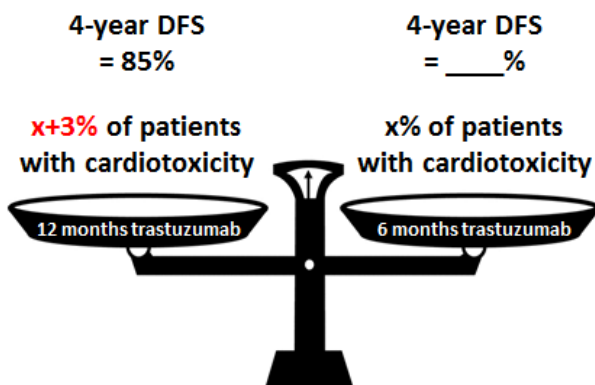 4-year DFS
= 85%
x+3% of patients
with cardiotoxicity
12 months trastuzumab
4-year DFS
= ____%
x% of patients
with cardiotoxicity
6 months trastuzumab